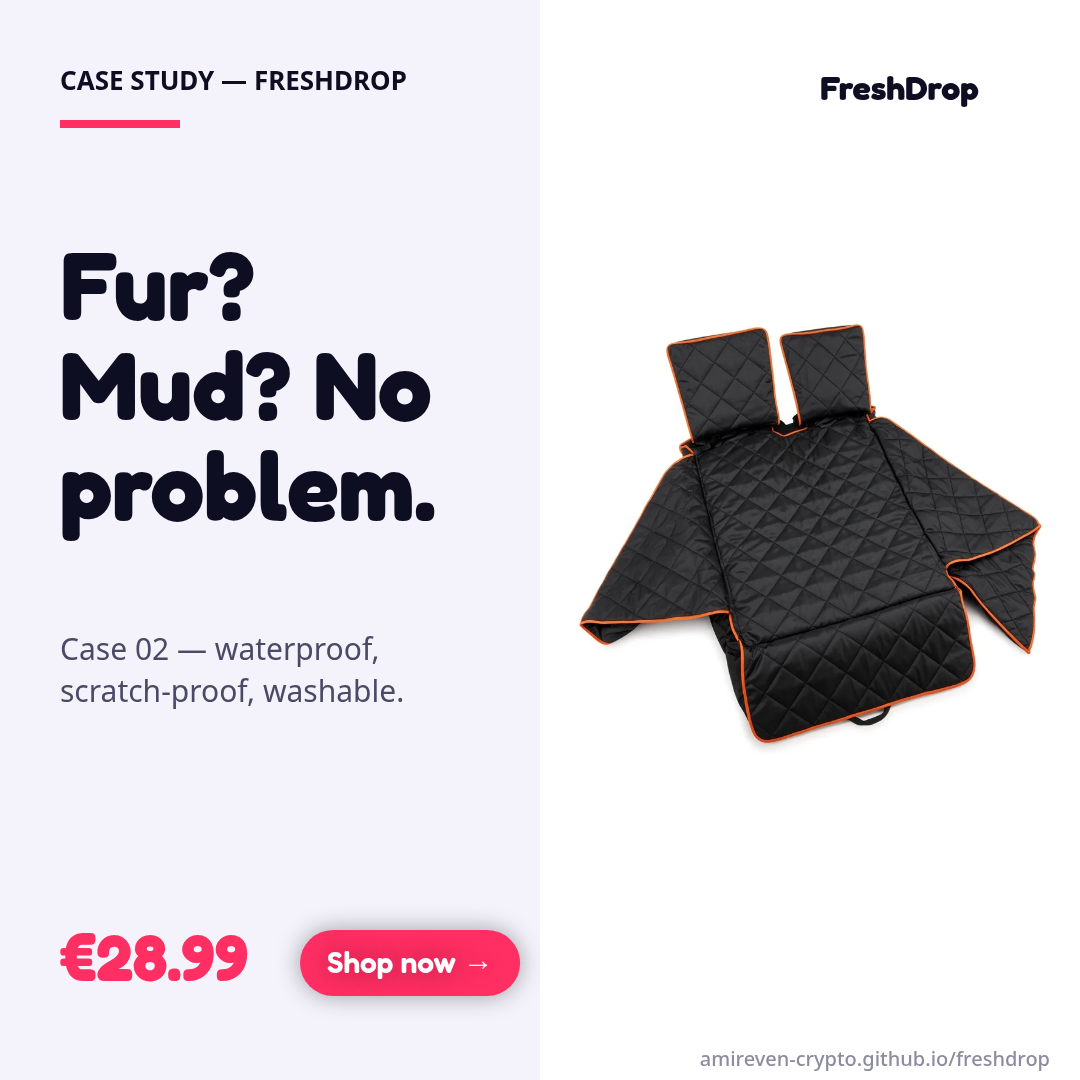 CASE STUDY — FRESHDROP
FreshDrop
Fur?
Mud? No
problem.
Case 02 — waterproof,
scratch-proof, washable.
€28.99
Shop now →
amireven-crypto.github.io/freshdrop